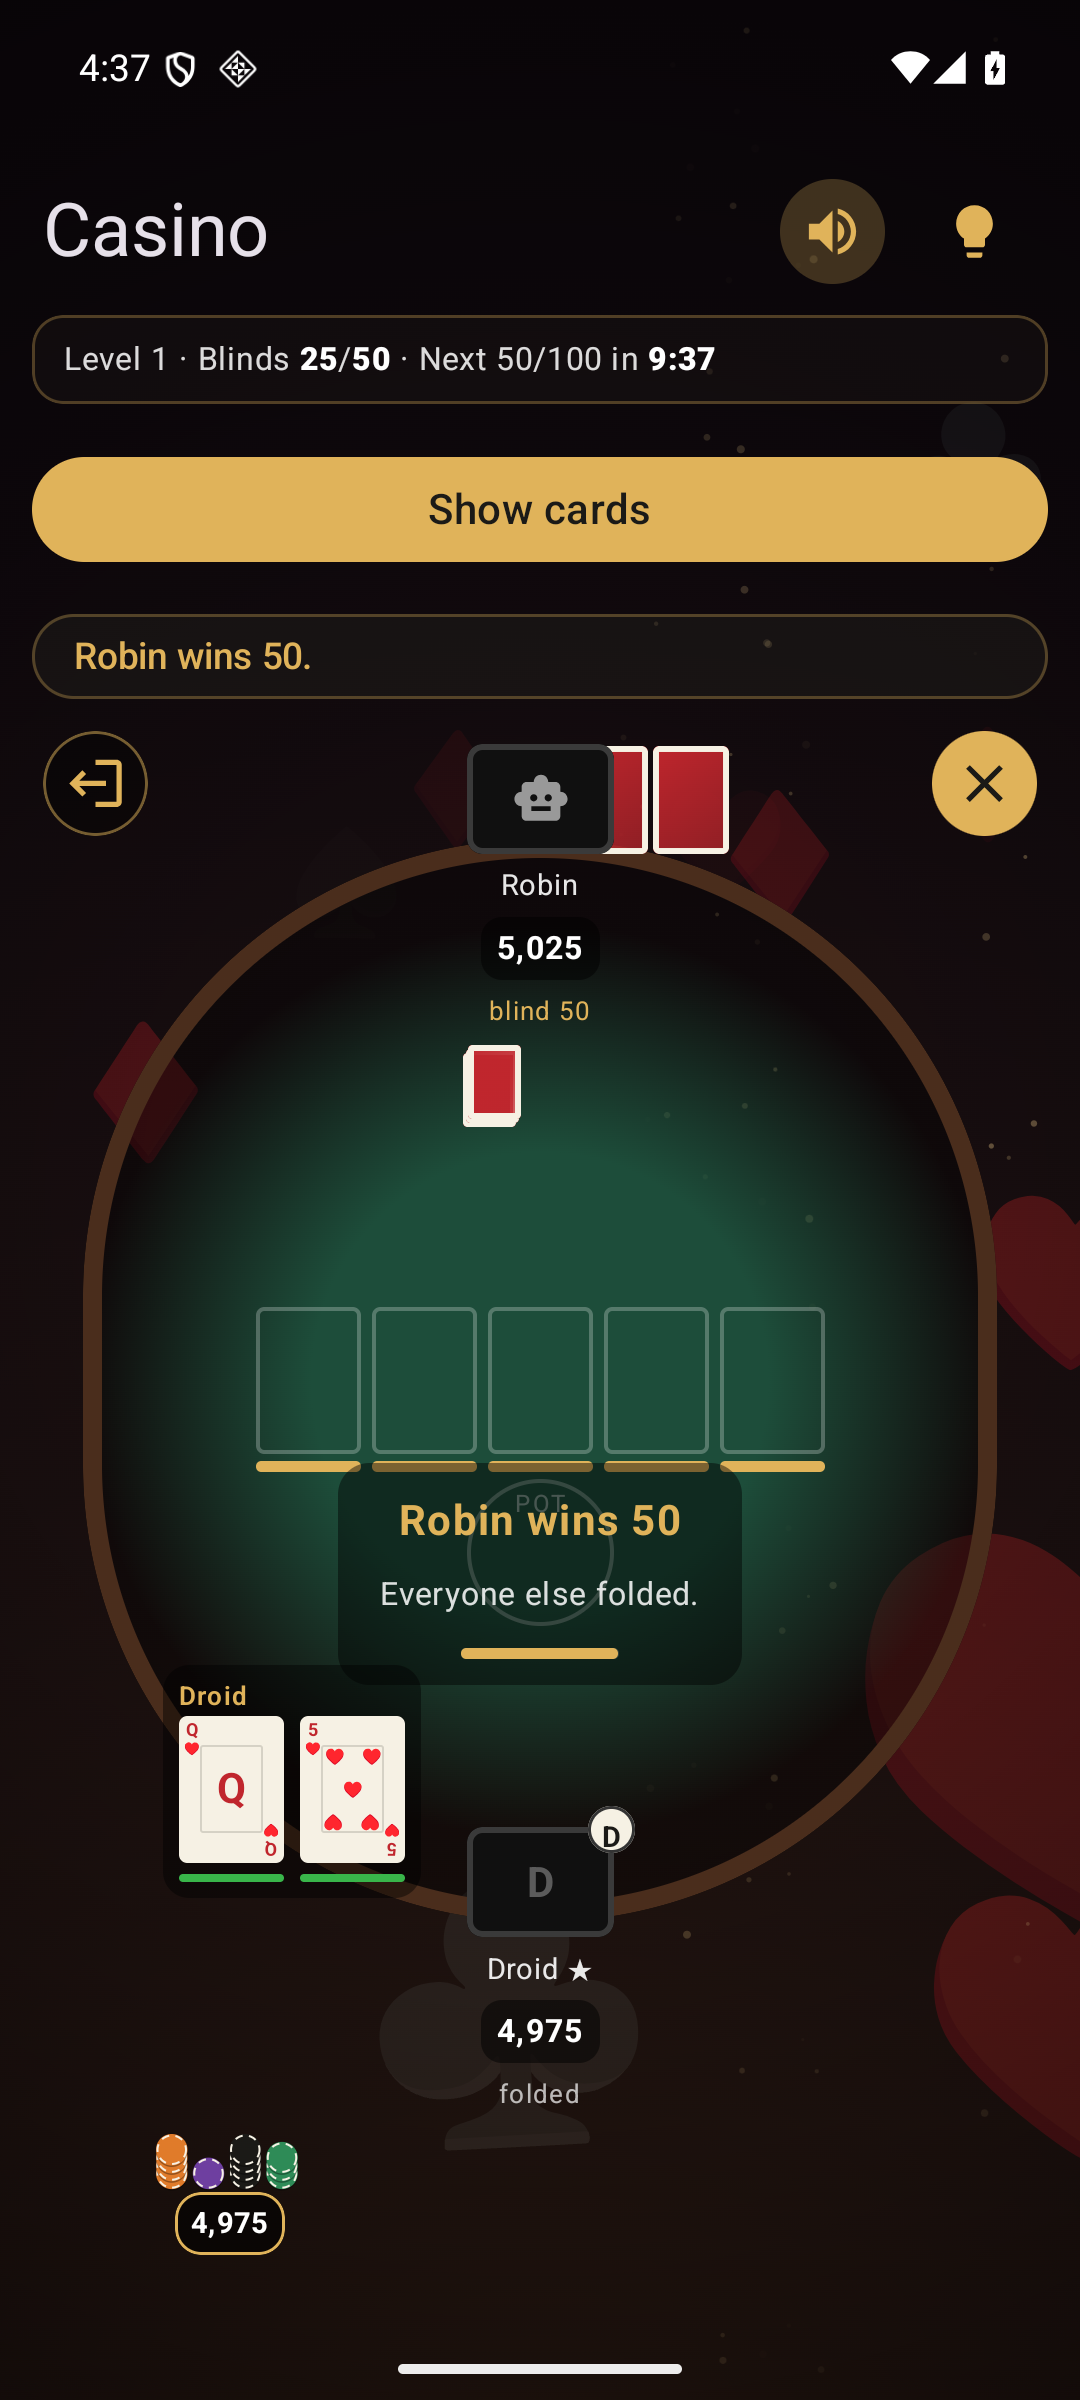 4:37
Casino
Level 1 · Blinds 25/50 · Next 50/100 in 9:37
Show cards
Robin wins 50.
Robin
5,025
blind 50
POT
Robin wins 50
Everyone else folded.
Droid
Q
Q
Q
5
5
D
D
Droid ★
4,975
folded
4,975